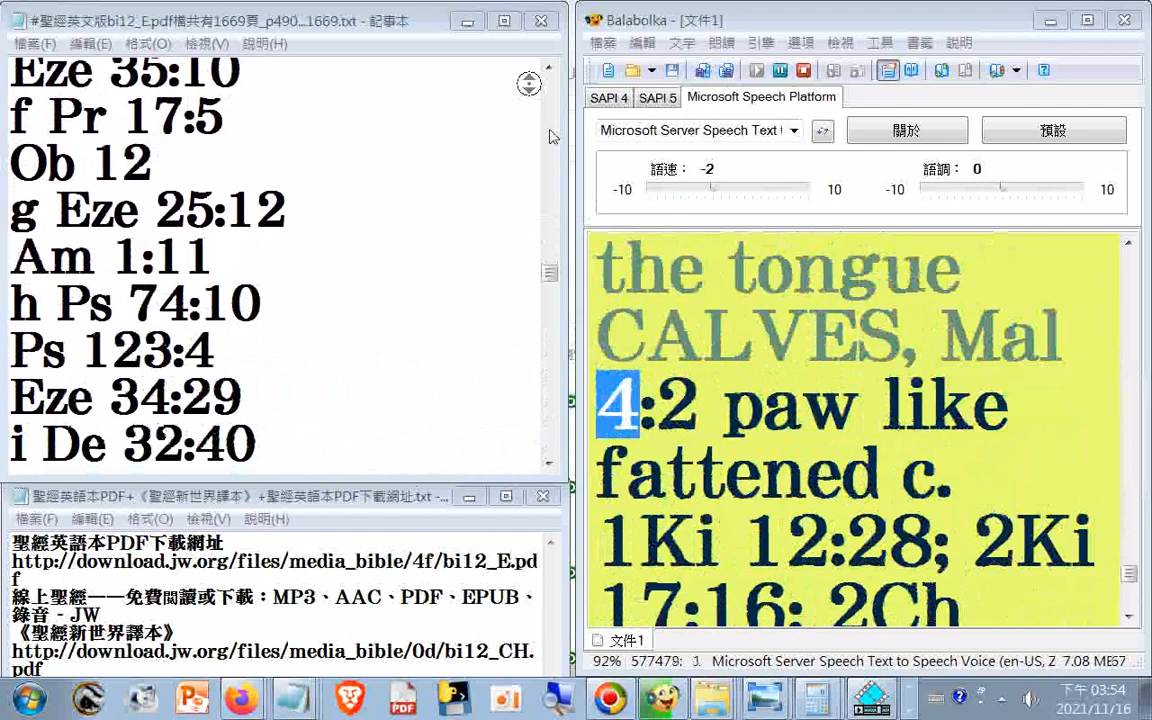 #聖經英文版bi12_E.pdf檔共有1669頁_p490...1669.txt - 記事本
檔案(F) 編輯(E) 格式(O) 檢視(V) 說明(H)
Eze 35:10
f Pr 17:5
Ob 12
g Eze 25:12
Am 1:11
h Ps 74:10
Ps 123:4
Eze 34:29
i De 32:40
聖經英語本PDF+《聖經新世界譯本》+聖經英語本PDF下載網址.txt -...
檔案(F) 編輯(E) 格式(O) 檢視(V) 說明(H)
聖經英語本PDF下載網址
http://download.jw.org/files/media_bible/4f/bi12_E.pd
f
線上聖經——免費閱讀或下載：MP3、AAC、PDF、EPUB、
錄音 - JW
《聖經新世界譯本》
http://download.jw.org/files/media_bible/0d/bi12_CH.
pdf
Balabolka - [文件1]
檔案 編輯 文字 朗讀 引擎 選項 檢視 工具 書籤 說明
SAPI 4 SAPI 5 Microsoft Speech Platform
Microsoft Server Speech Text 關於 預設
語速： -2 語調： 0
-10 10 -10 10
the tongue
CALVES, Mal
4:2 paw like
fattened c.
1Ki 12:28; 2Ki
17:16; 2Ch
文件1
92% 577479: Microsoft Server Speech Text to Speech Voice (en-US, Z 7.08 MB
下午 03:54
2021/11/16